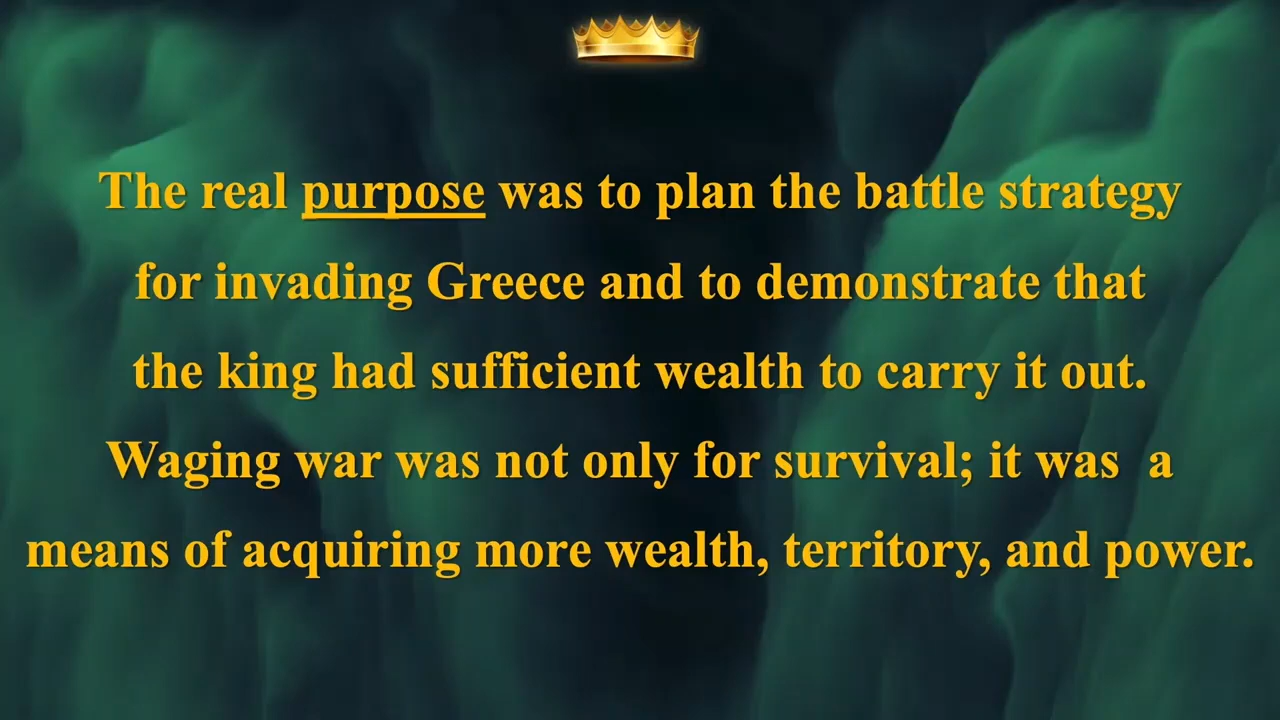 The real purpose was to plan the battle strategy
for invading Greece and to demonstrate that
the king had sufficient wealth to carry it out.
Waging war was not only for survival; it was  a
means of acquiring more wealth, territory, and power.